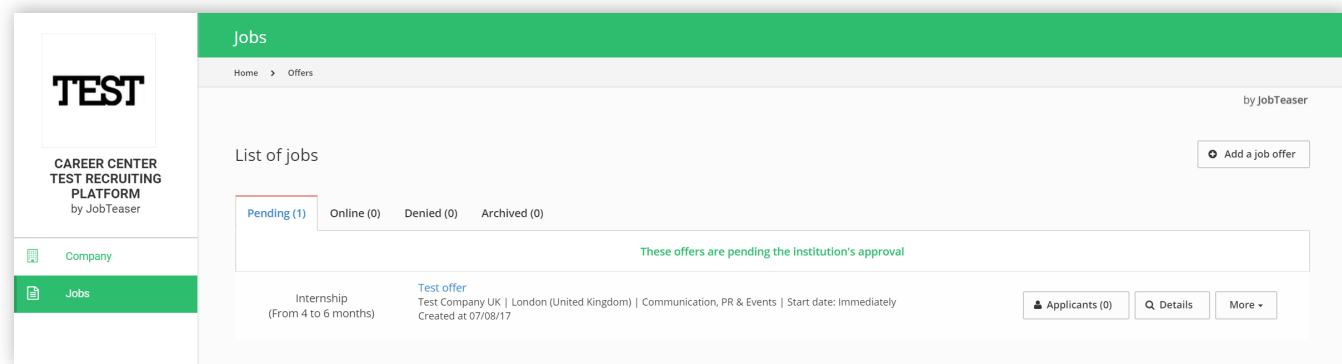 TEST
CAREER CENTER
TEST RECRUITING
PLATFORM
by JobTeaser
Company
Jobs
Jobs
Home > Offers
by JobTeaser
List of jobs
Add a job offer
Pending (1) Online (0) Denied (0) Archived (0)
These offers are pending the institution's approval
Internship
(From 4 to 6 months)
Test offer
Test Company UK | London (United Kingdom) | Communication, PR & Events | Start date: Immediately
Created at 07/08/17
Applicants (0) Details More